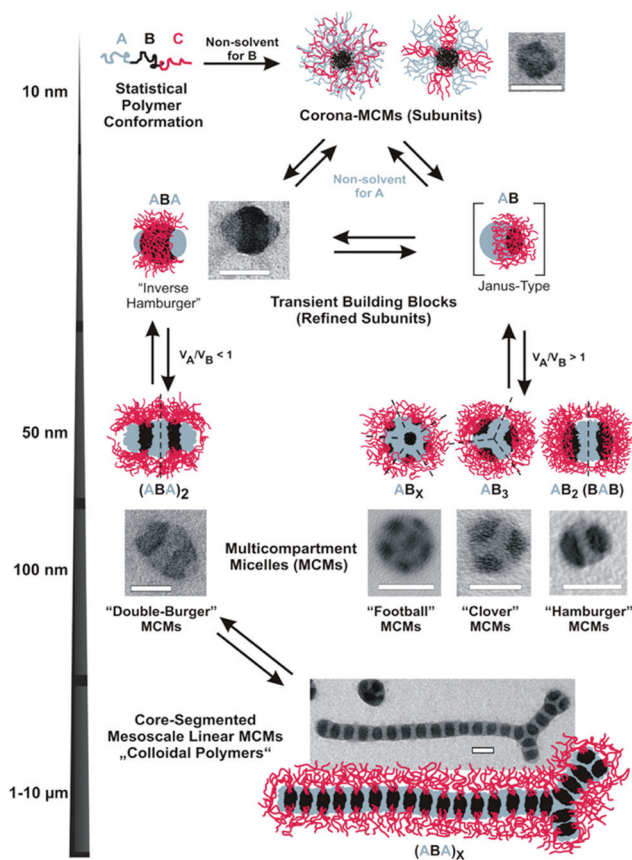 A B C
Non-solvent
for B
Statistical
Polymer
Conformation
10 nm
Corona-MCMs (Subunits)
Non-solvent
for A
ABA
AB
"Inverse
Hamburger"
Janus-Type
Transient Building Blocks
(Refined Subunits)
VA/VB < 1
VA/VB > 1
50 nm
(ABA)2
ABX
AB3
AB2 (BAB)
100 nm
Multicompartment
Micelles (MCMs)
"Double-Burger"
MCMs
"Football"
MCMs
"Clover"
MCMs
"Hamburger"
MCMs
Core-Segmented
Mesoscale Linear MCMs
„Colloidal Polymers“
1-10 µm
(ABA)X